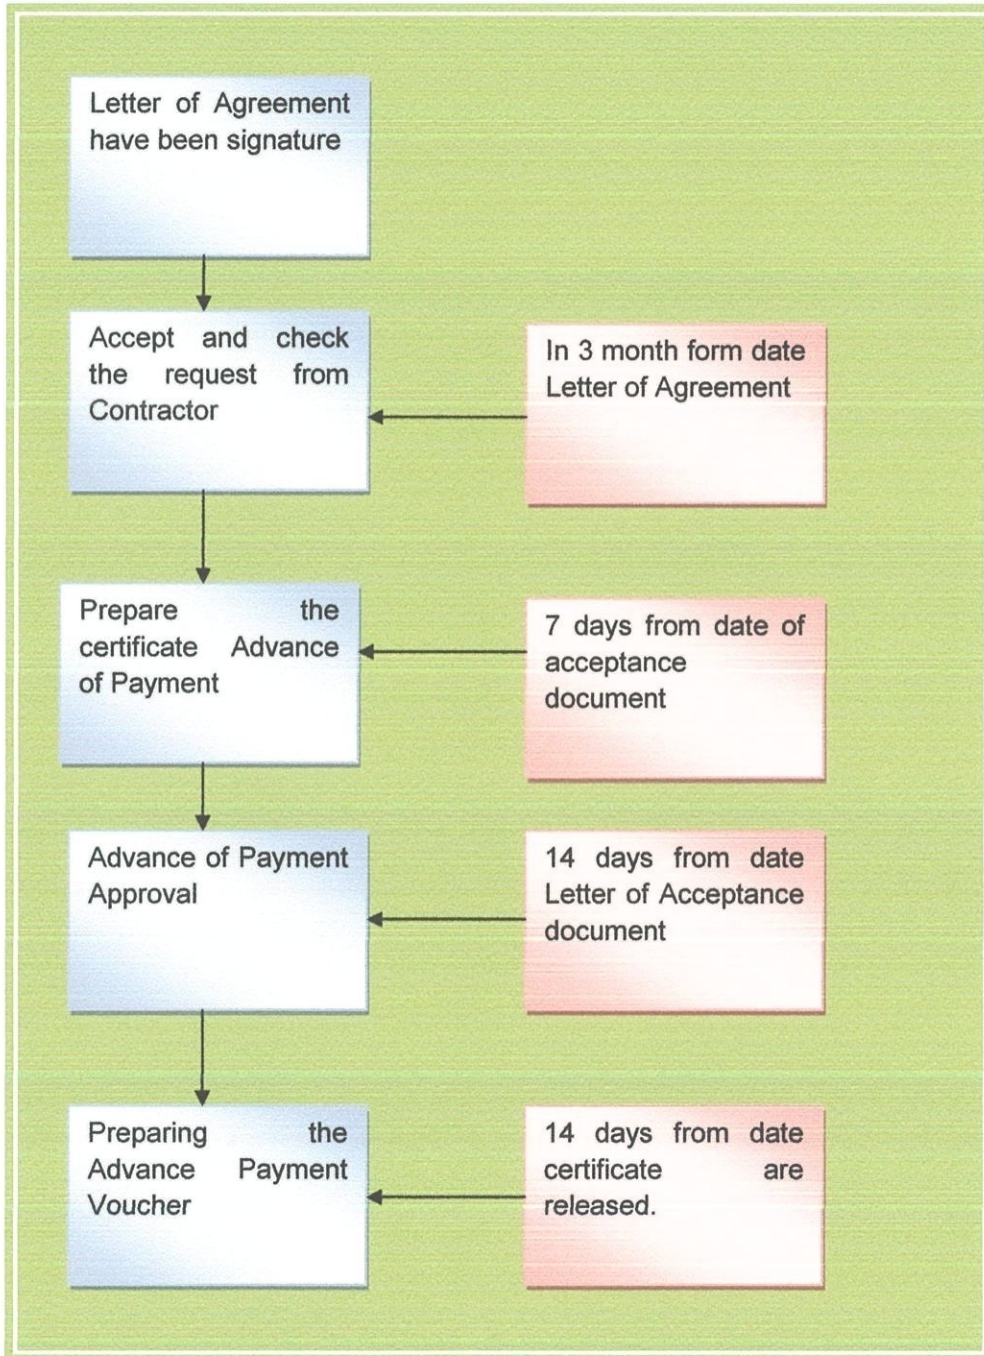 Letter of Agreement
have been signature
Accept and check
the request from
Contractor
In 3 month form date
Letter of Agreement
Prepare the
certificate Advance
of Payment
7 days from date of
acceptance
document
Advance of Payment
Approval
14 days from date
Letter of Acceptance
document
Preparing the
Advance Payment
Voucher
14 days from date
certificate are
released.